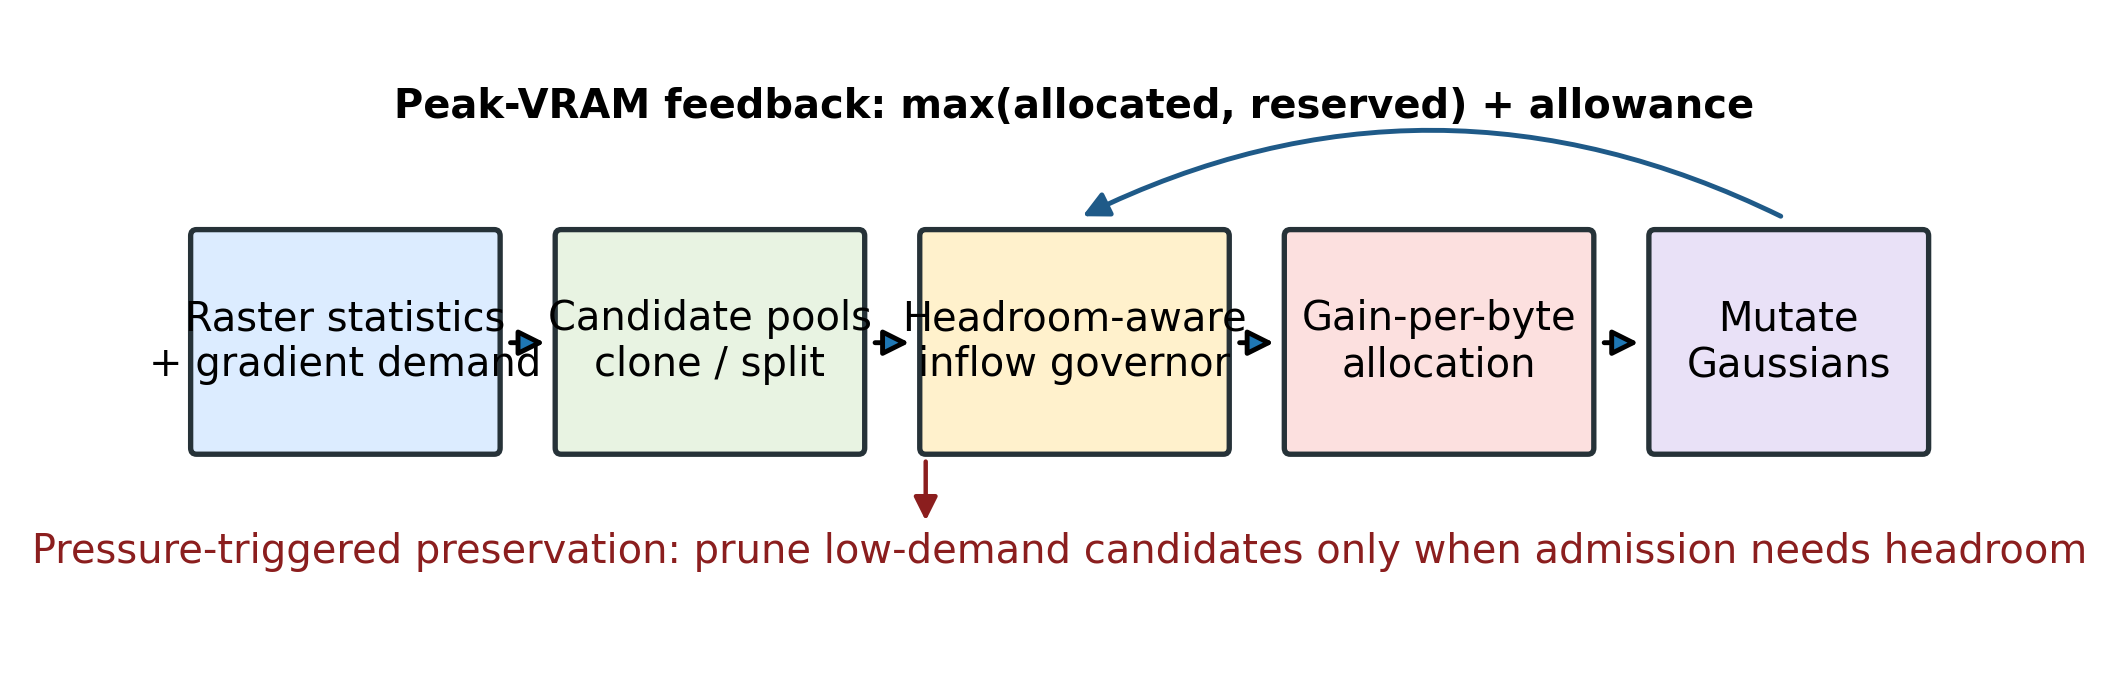 Peak-VRAM feedback: max(allocated, reserved) + allowance
Raster statistics
+ gradient demand
Candidate pools
clone / split
Headroom-aware
inflow governor
Gain-per-byte
allocation
Mutate
Gaussians
Pressure-triggered preservation: prune low-demand candidates only when admission needs headroom